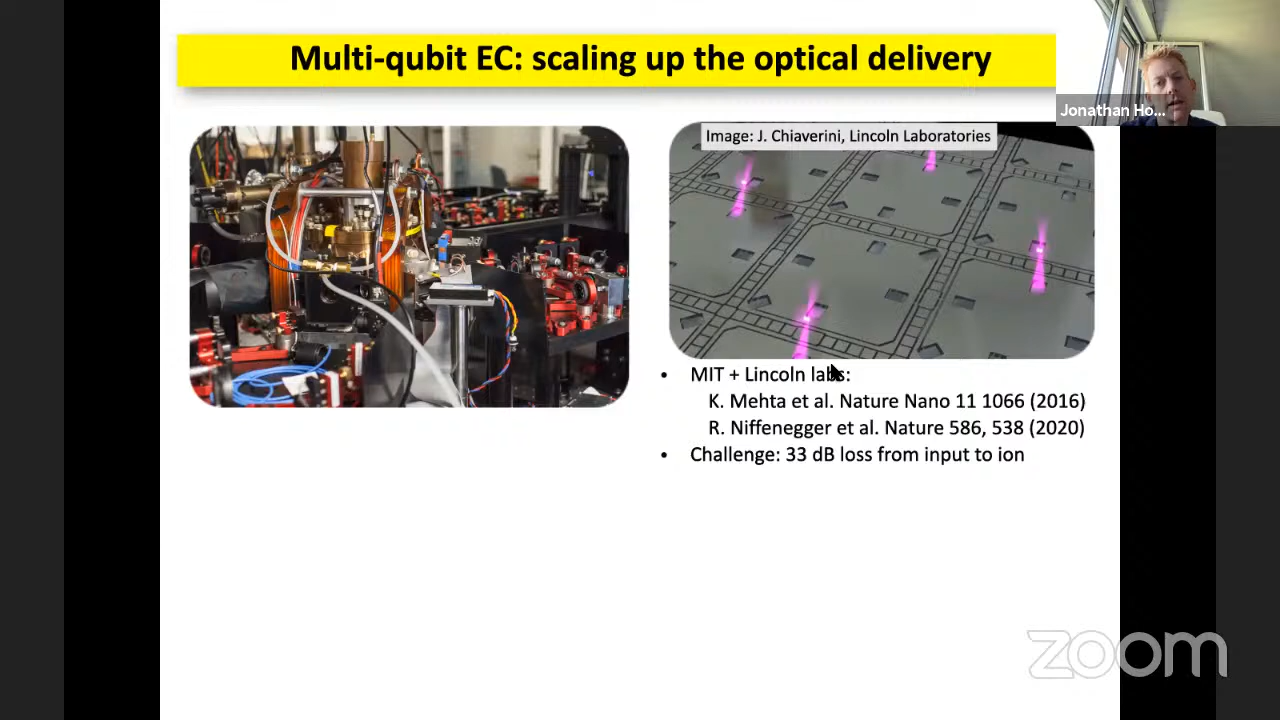 Multi-qubit EC: scaling up the optical delivery
Jonathan Ho...
Image: J. Chiaverini, Lincoln Laboratories
• MIT + Lincoln labs:
K. Mehta et al. Nature Nano 11 1066 (2016)
R. Niffenegger et al. Nature 586, 538 (2020)
• Challenge: 33 dB loss from input to ion
zoom